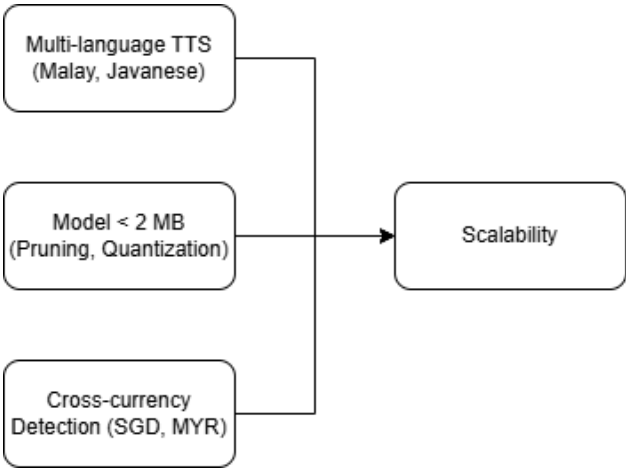 Multi-language TTS
(Malay, Javanese)
Model < 2 MB
(Pruning, Quantization)
Scalability
Cross-currency
Detection (SGD, MYR)